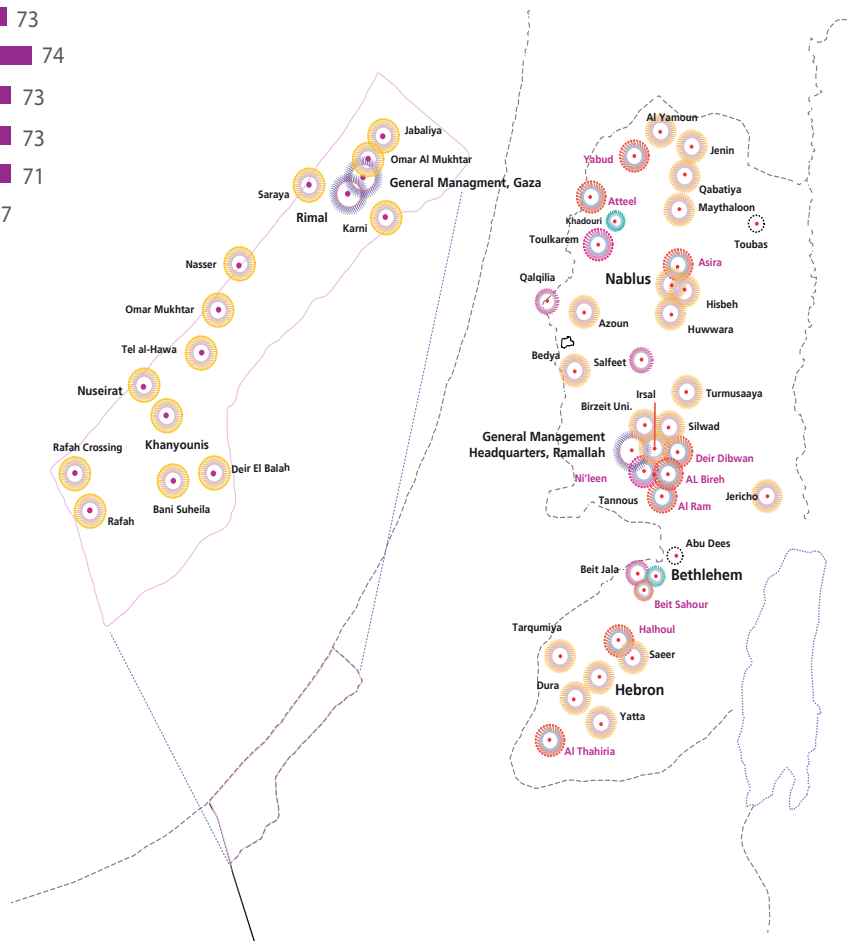 73
74
73
73
71
Jabaliya
Omar Al Mukhtar
General Managment, Gaza
Saraya
Rimal
Karni
Nasser
Omar Mukhtar
Tel al-Hawa
Nuseirat
Khanyounis
Rafah Crossing
Deir El Balah
Bani Suheila
Rafah
Al Yamoun
Jenin
Yabud
Qabatiya
Atteel
Maythaloon
Khadouri
Toulkarem
Toubas
Asira
Nablus
Qalqilia
Hisbeh
Azoun
Huwwara
Bedya
Salfeet
Irsal
Turmusaaya
Birzeit Uni.
Silwad
General Management
Headquarters, Ramallah
Deir Dibwan
Ni’leen
AL Bireh
Tannous
Al Ram
Jericho
Abu Dees
Beit Jala
Bethlehem
Beit Sahour
Tarqumiya
Halhoul
Saeer
Dura
Hebron
Yatta
Al Thahiria